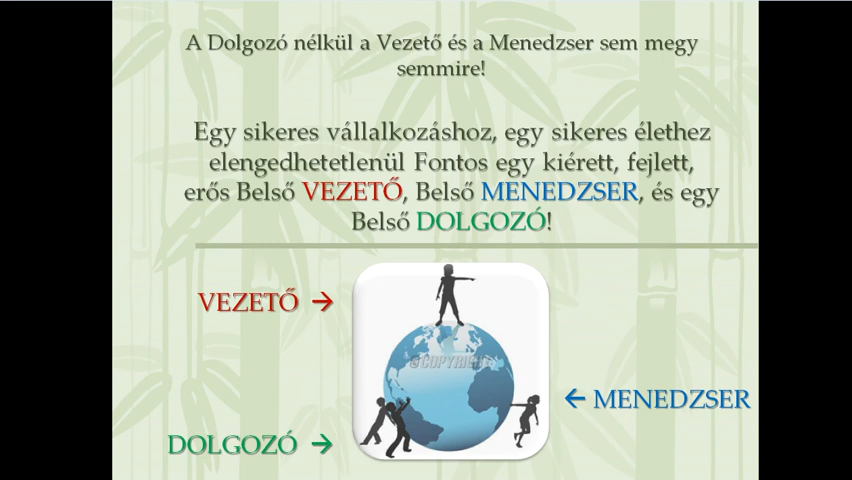 A Dolgozó nélkül a Vezető és a Menedzser sem megy
semmire!
Egy sikeres vállalkozáshoz, egy sikeres élethez
elengedhetetlenül Fontos egy kiérett, fejlett,
erős Belső VEZETŐ, Belső MENEDZSER, és egy
Belső DOLGOZÓ!
VEZETŐ →
©COPYRIGHT
← MENEDZSER
DOLGOZÓ →